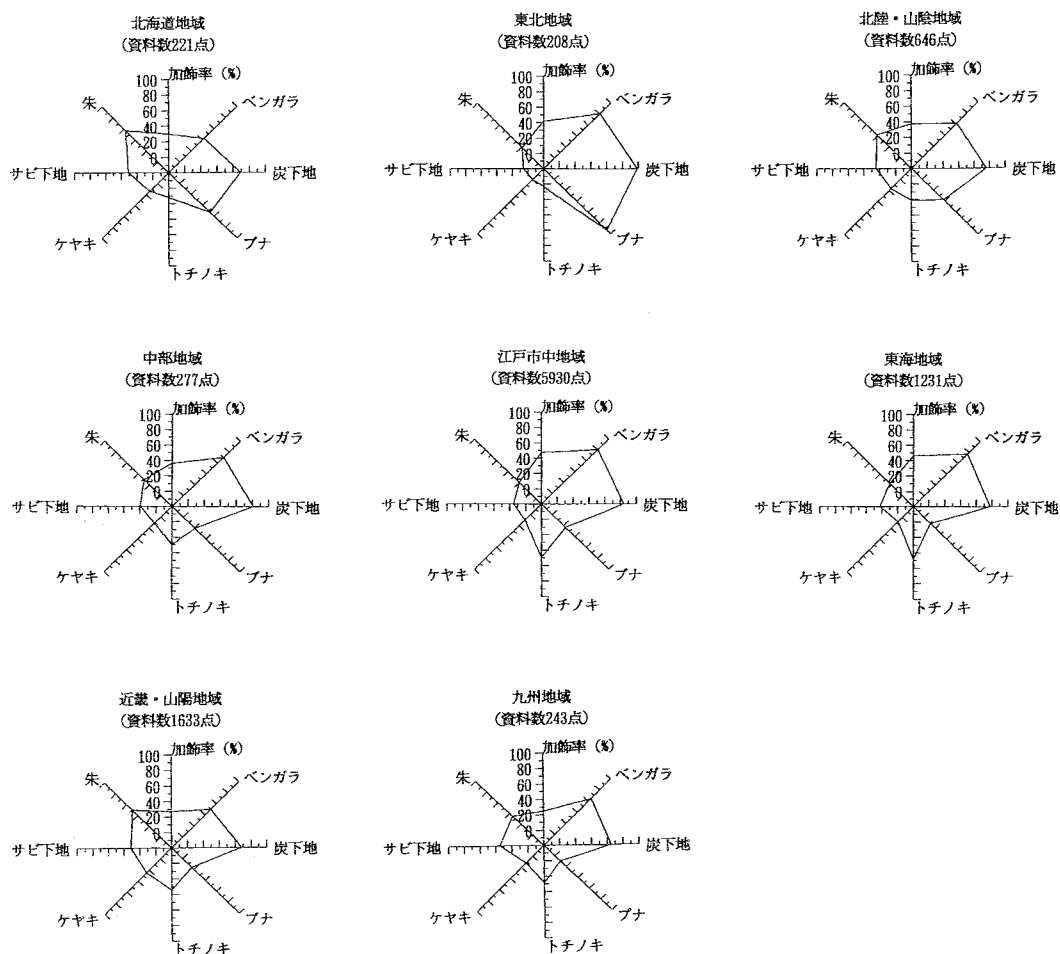 北海道地域
(資料数221点)
加飾率 (%)
100
80
60
40
20
0
朱
ベンガラ
サビ下地
炭下地
ケヤキ
ブナ
トチノキ
東北地域
(資料数208点)
加飾率 (%)
100
80
60
40
20
0
朱
ベンガラ
サビ下地
炭下地
ケヤキ
ブナ
トチノキ
北陸・山陰地域
(資料数646点)
加飾率 (%)
100
80
60
40
20
0
朱
ベンガラ
サビ下地
炭下地
ケヤキ
ブナ
トチノキ
中部地域
(資料数277点)
加飾率 (%)
100
80
60
40
20
0
朱
ベンガラ
サビ下地
炭下地
ケヤキ
ブナ
トチノキ
江戸市中地域
(資料数5930点)
加飾率 (%)
100
80
60
40
20
0
朱
ベンガラ
サビ下地
炭下地
ケヤキ
ブナ
トチノキ
東海地域
(資料数1231点)
加飾率 (%)
100
80
60
40
20
0
朱
ベンガラ
サビ下地
炭下地
ケヤキ
ブナ
トチノキ
近畿・山陽地域
(資料数1633点)
加飾率 (%)
100
80
60
40
20
0
朱
ベンガラ
サビ下地
炭下地
ケヤキ
ブナ
トチノキ
九州地域
(資料数243点)
加飾率 (%)
100
80
60
40
20
0
朱
ベンガラ
サビ下地
炭下地
ケヤキ
ブナ
トチノキ